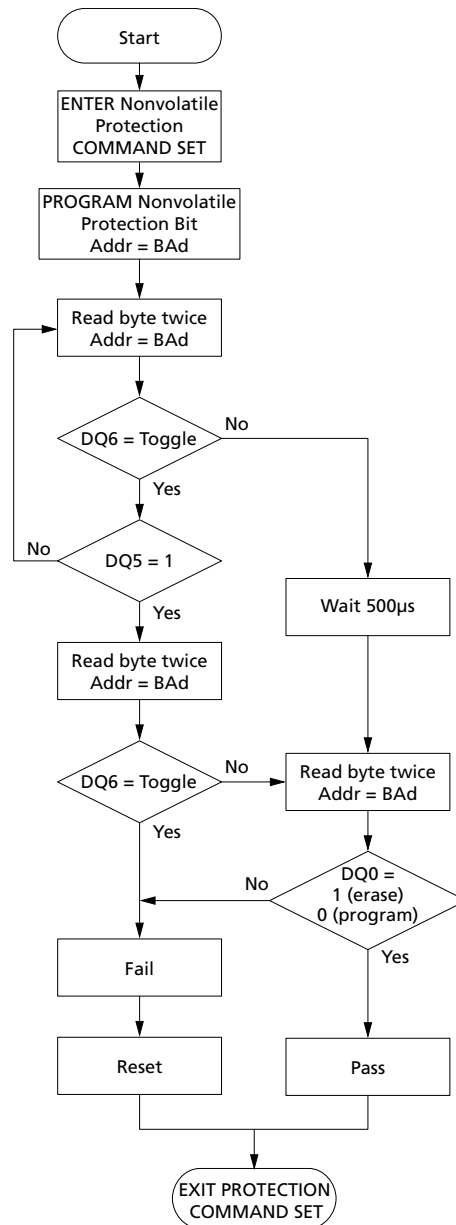 Start
ENTER Nonvolatile
Protection
COMMAND SET
PROGRAM Nonvolatile
Protection Bit
Addr = BAd
Read byte twice
Addr = BAd
DQ6 = Toggle
No
Yes
DQ5 = 1
No
Yes
Wait 500µs
Read byte twice
Addr = BAd
DQ6 = Toggle
No
Yes
Read byte twice
Addr = BAd
DQ0 =
1 (erase)
0 (program)
No
Yes
Fail
Reset
Pass
EXIT PROTECTION
COMMAND SET